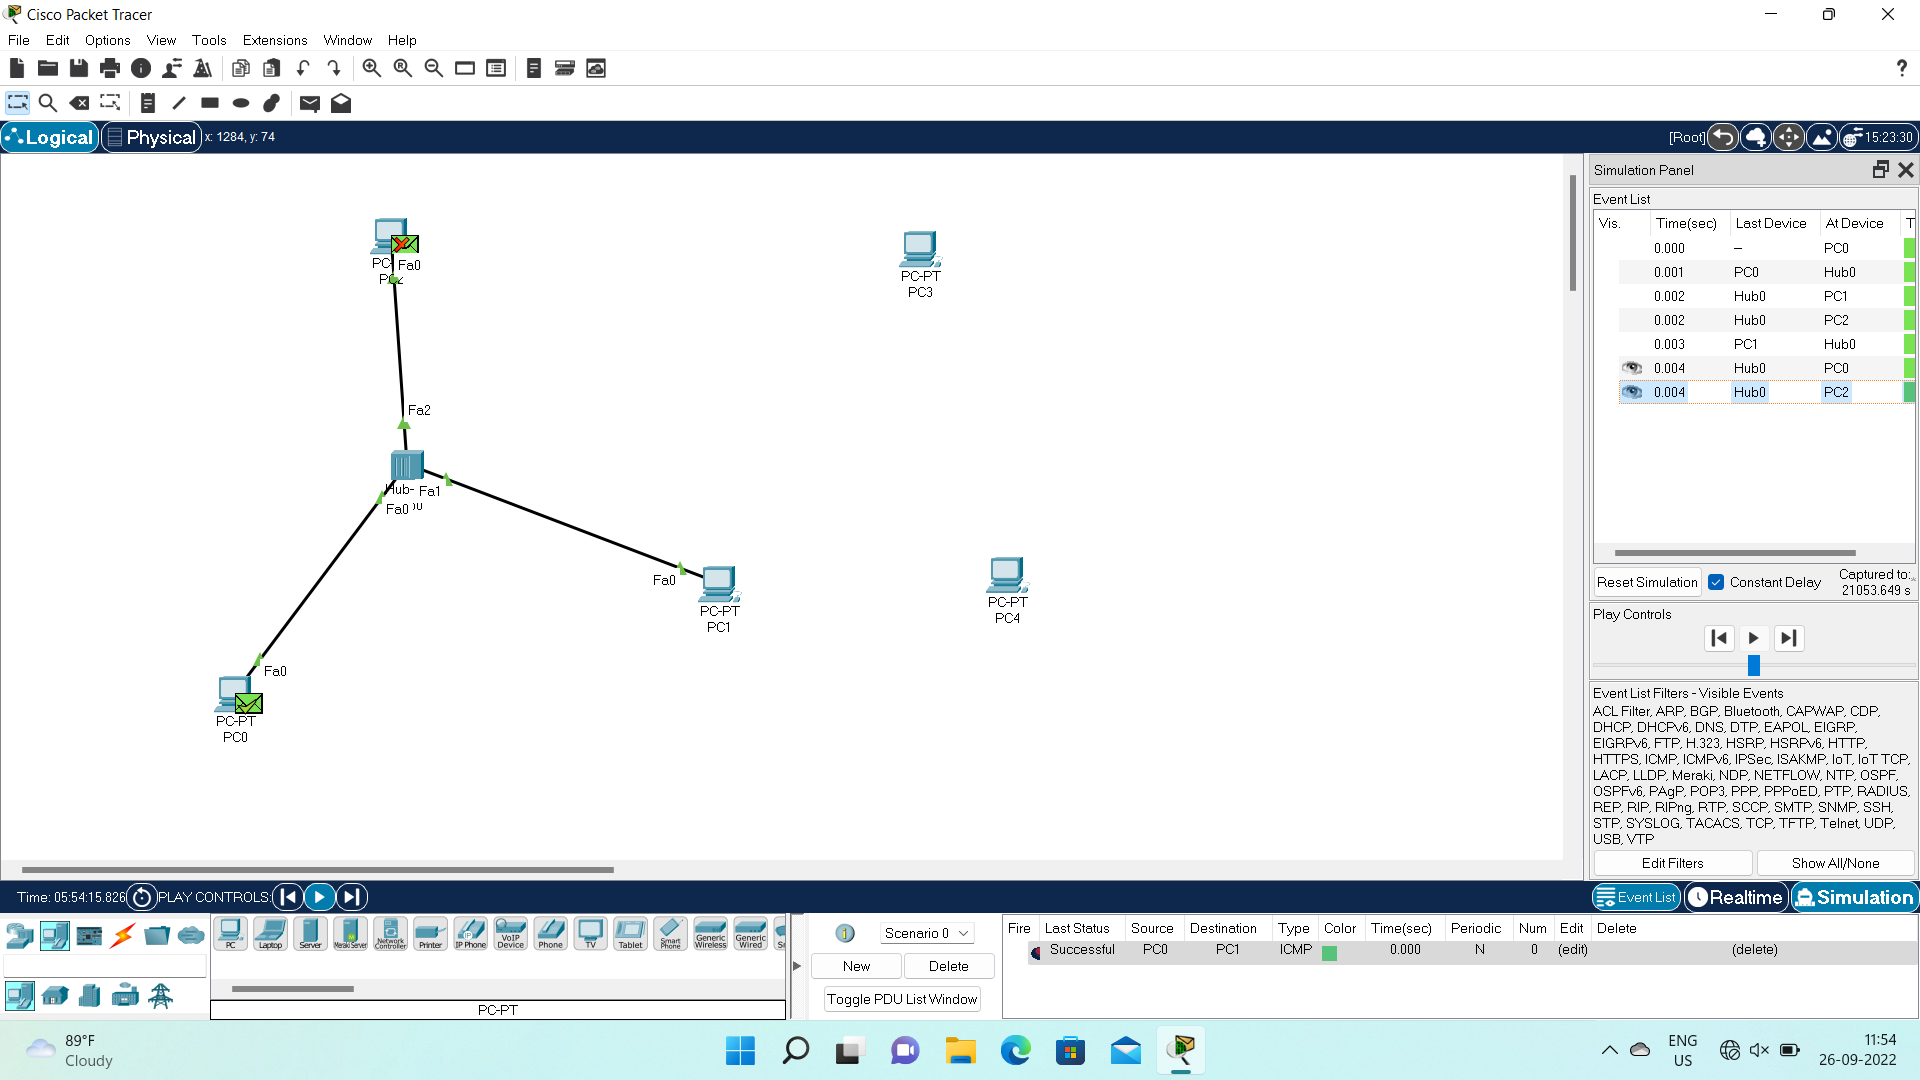 Cisco Packet Tracer
File Edit Options View Tools Extensions Window Help
?
Logical Physical x: 1284, y: 74
[Root] 15:23:30
Simulation Panel
Event List
Vis. Time(sec) Last Device At Device T
0.000 -- PC0
0.001 PC0 Hub0
0.002 Hub0 PC1
0.002 Hub0 PC2
0.003 PC1 Hub0
0.004 Hub0 PC0
0.004 Hub0 PC2
Reset Simulation Constant Delay Captured to:
21053.649 s
Play Controls
Event List Filters - Visible Events
ACL Filter, ARP, BGP, Bluetooth, CAPWAP, CDP,
DHCP, DHCPv6, DNS, DTP, EAPOL, EIGRP,
EIGRPv6, FTP, H.323, HSRP, HSRPv6, HTTP,
HTTPS, ICMP, ICMPv6, IPSec, ISAKMP, IoT, IoT TCP,
LACP, LLDP, Meraki, NDP, NETFLOW, NTP, OSPF,
OSPFv6, PAgP, POP3, PPP, PPPoED, PTP, RADIUS,
REP, RIP, RIPng, RTP, SCCP, SMTP, SNMP, SSH,
STP, SYSLOG, TACACS, TCP, TFTP, Telnet, UDP,
USB, VTP
Edit Filters Show All/None
Event List Realtime Simulation
PC- Fa0
Fa2
Hub- Fa1
Fa0
Fa0
PC-PT
PC1
Fa0
PC-PT
PC0
PC-PT
PC3
PC-PT
PC4
Time: 05:54:15.826 PLAY CONTROLS:
PC Laptop Server Meraki Server Network Controller Printer IP Phone VoIP Device Phone TV Tablet Smart Phone Generic Wireless Generic Wired
PC-PT
1 Scenario 0
New Delete
Toggle PDU List Window
Fire Last Status Source Destination Type Color Time(sec) Periodic Num Edit Delete
Successful PC0 PC1 ICMP 0.000 N 0 (edit) (delete)
89°F
Cloudy
ENG
US
11:54
26-09-2022